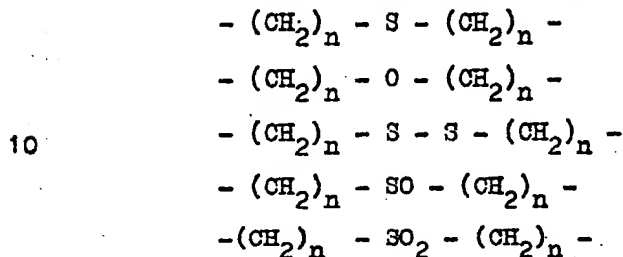 - (CH2)n - S - (CH2)n -
- (CH2)n - O - (CH2)n -
10 - (CH2)n - S - S - (CH2)n -
- (CH2)n - SO - (CH2)n -
-(CH2)n - SO2 - (CH2)n -